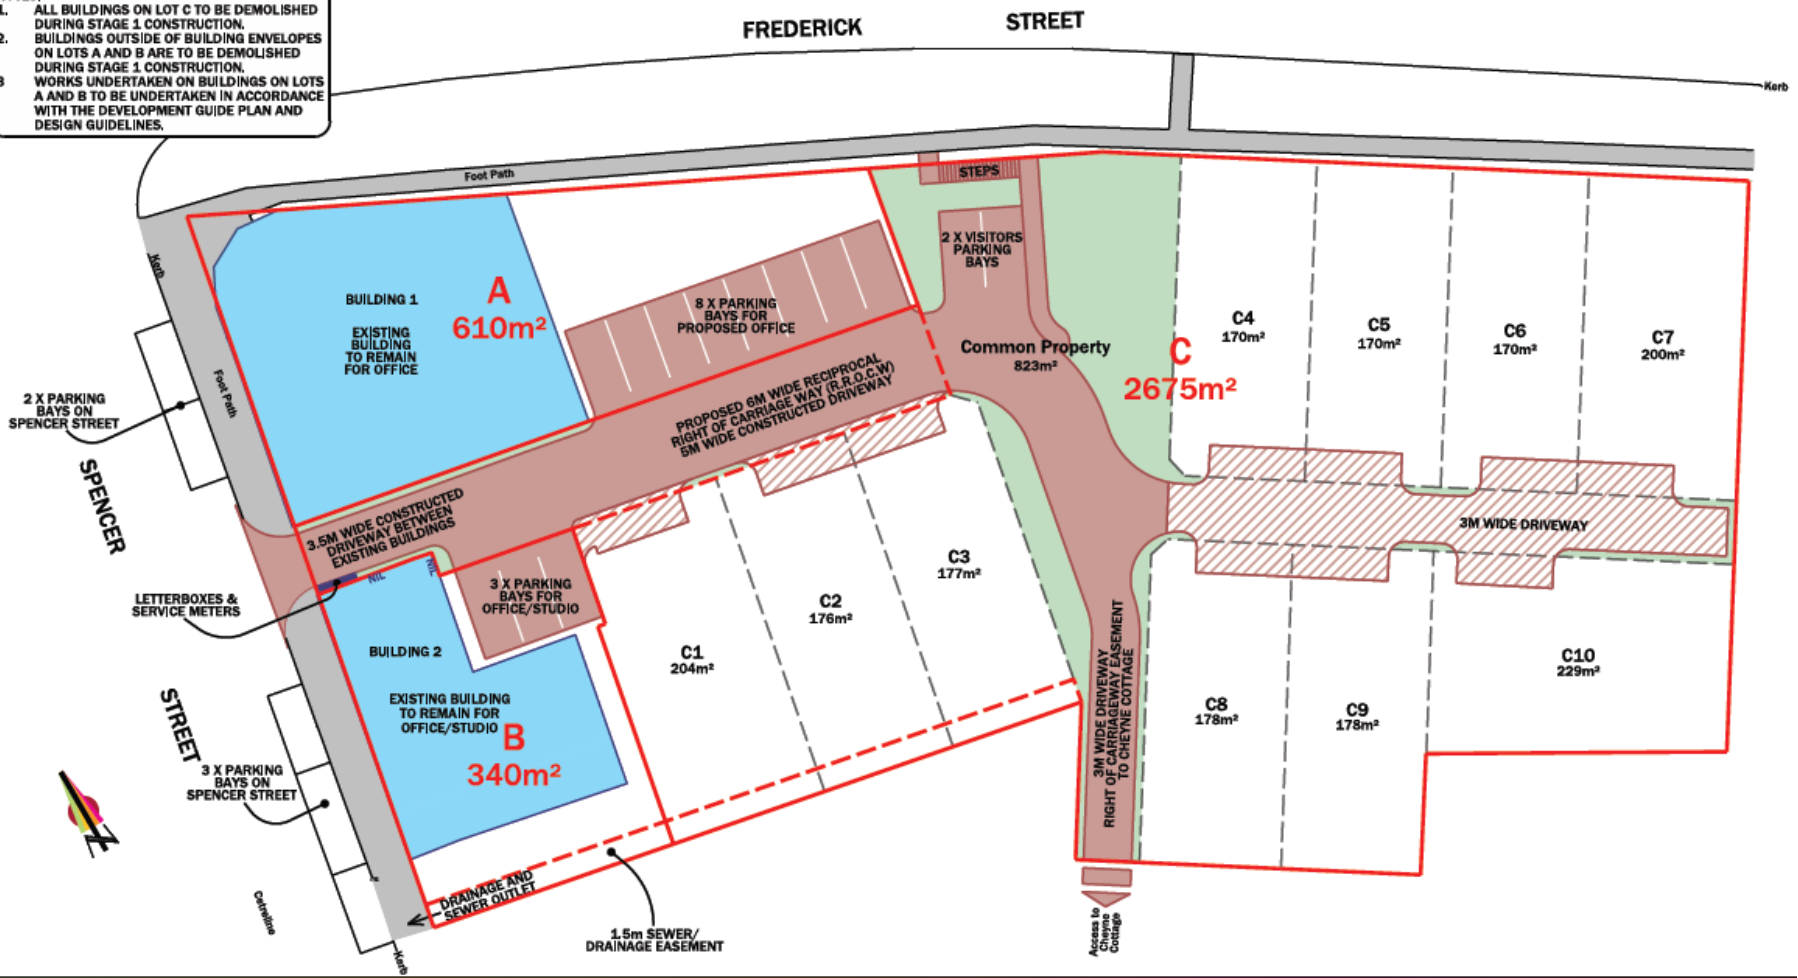 1. ALL BUILDINGS ON LOT C TO BE DEMOLISHED
DURING STAGE 1 CONSTRUCTION.
2. BUILDINGS OUTSIDE OF BUILDING ENVELOPES
ON LOTS A AND B ARE TO BE DEMOLISHED
DURING STAGE 1 CONSTRUCTION.
3 WORKS UNDERTAKEN ON BUILDINGS ON LOTS
A AND B TO BE UNDERTAKEN IN ACCORDANCE
WITH THE DEVELOPMENT GUIDE PLAN AND
DESIGN GUIDELINES.
FREDERICK STREET
Kerb
Foot Path
STEPS
2 X VISITORS
PARKING
BAYS
Kerb
Foot Path
BUILDING 1
EXISTING
BUILDING
TO REMAIN
FOR OFFICE
A
610m²
8 X PARKING
BAYS FOR
PROPOSED OFFICE
Common Property
823m²
C
2675m²
C4
170m²
C5
170m²
C6
170m²
C7
200m²
2 X PARKING
BAYS ON
SPENCER STREET
PROPOSED 6M WIDE RECIPROCAL
RIGHT OF CARRIAGE WAY (R.R.O.C.W)
5M WIDE CONSTRUCTED DRIVEWAY
SPENCER
STREET
3.5M WIDE CONSTRUCTED
DRIVEWAY BETWEEN
EXISTING BUILDINGS
3M WIDE DRIVEWAY
NIL
NIL
LETTERBOXES &
SERVICE METERS
3 X PARKING
BAYS FOR
OFFICE/STUDIO
C3
177m²
C2
176m²
C1
204m²
BUILDING 2
EXISTING BUILDING
TO REMAIN FOR
OFFICE/STUDIO
B
340m²
3M WIDE DRIVEWAY
RIGHT OF CARRIAGEWAY EASEMENT
TO CHEYNE COTTAGE
C8
178m²
C9
178m²
C10
229m²
3 X PARKING
BAYS ON
SPENCER STREET
N
DRAINAGE AND
SEWER OUTLET
1.5m SEWER/
DRAINAGE EASEMENT
Cetreline
Kerb
Access to
Cheyne
Cottage